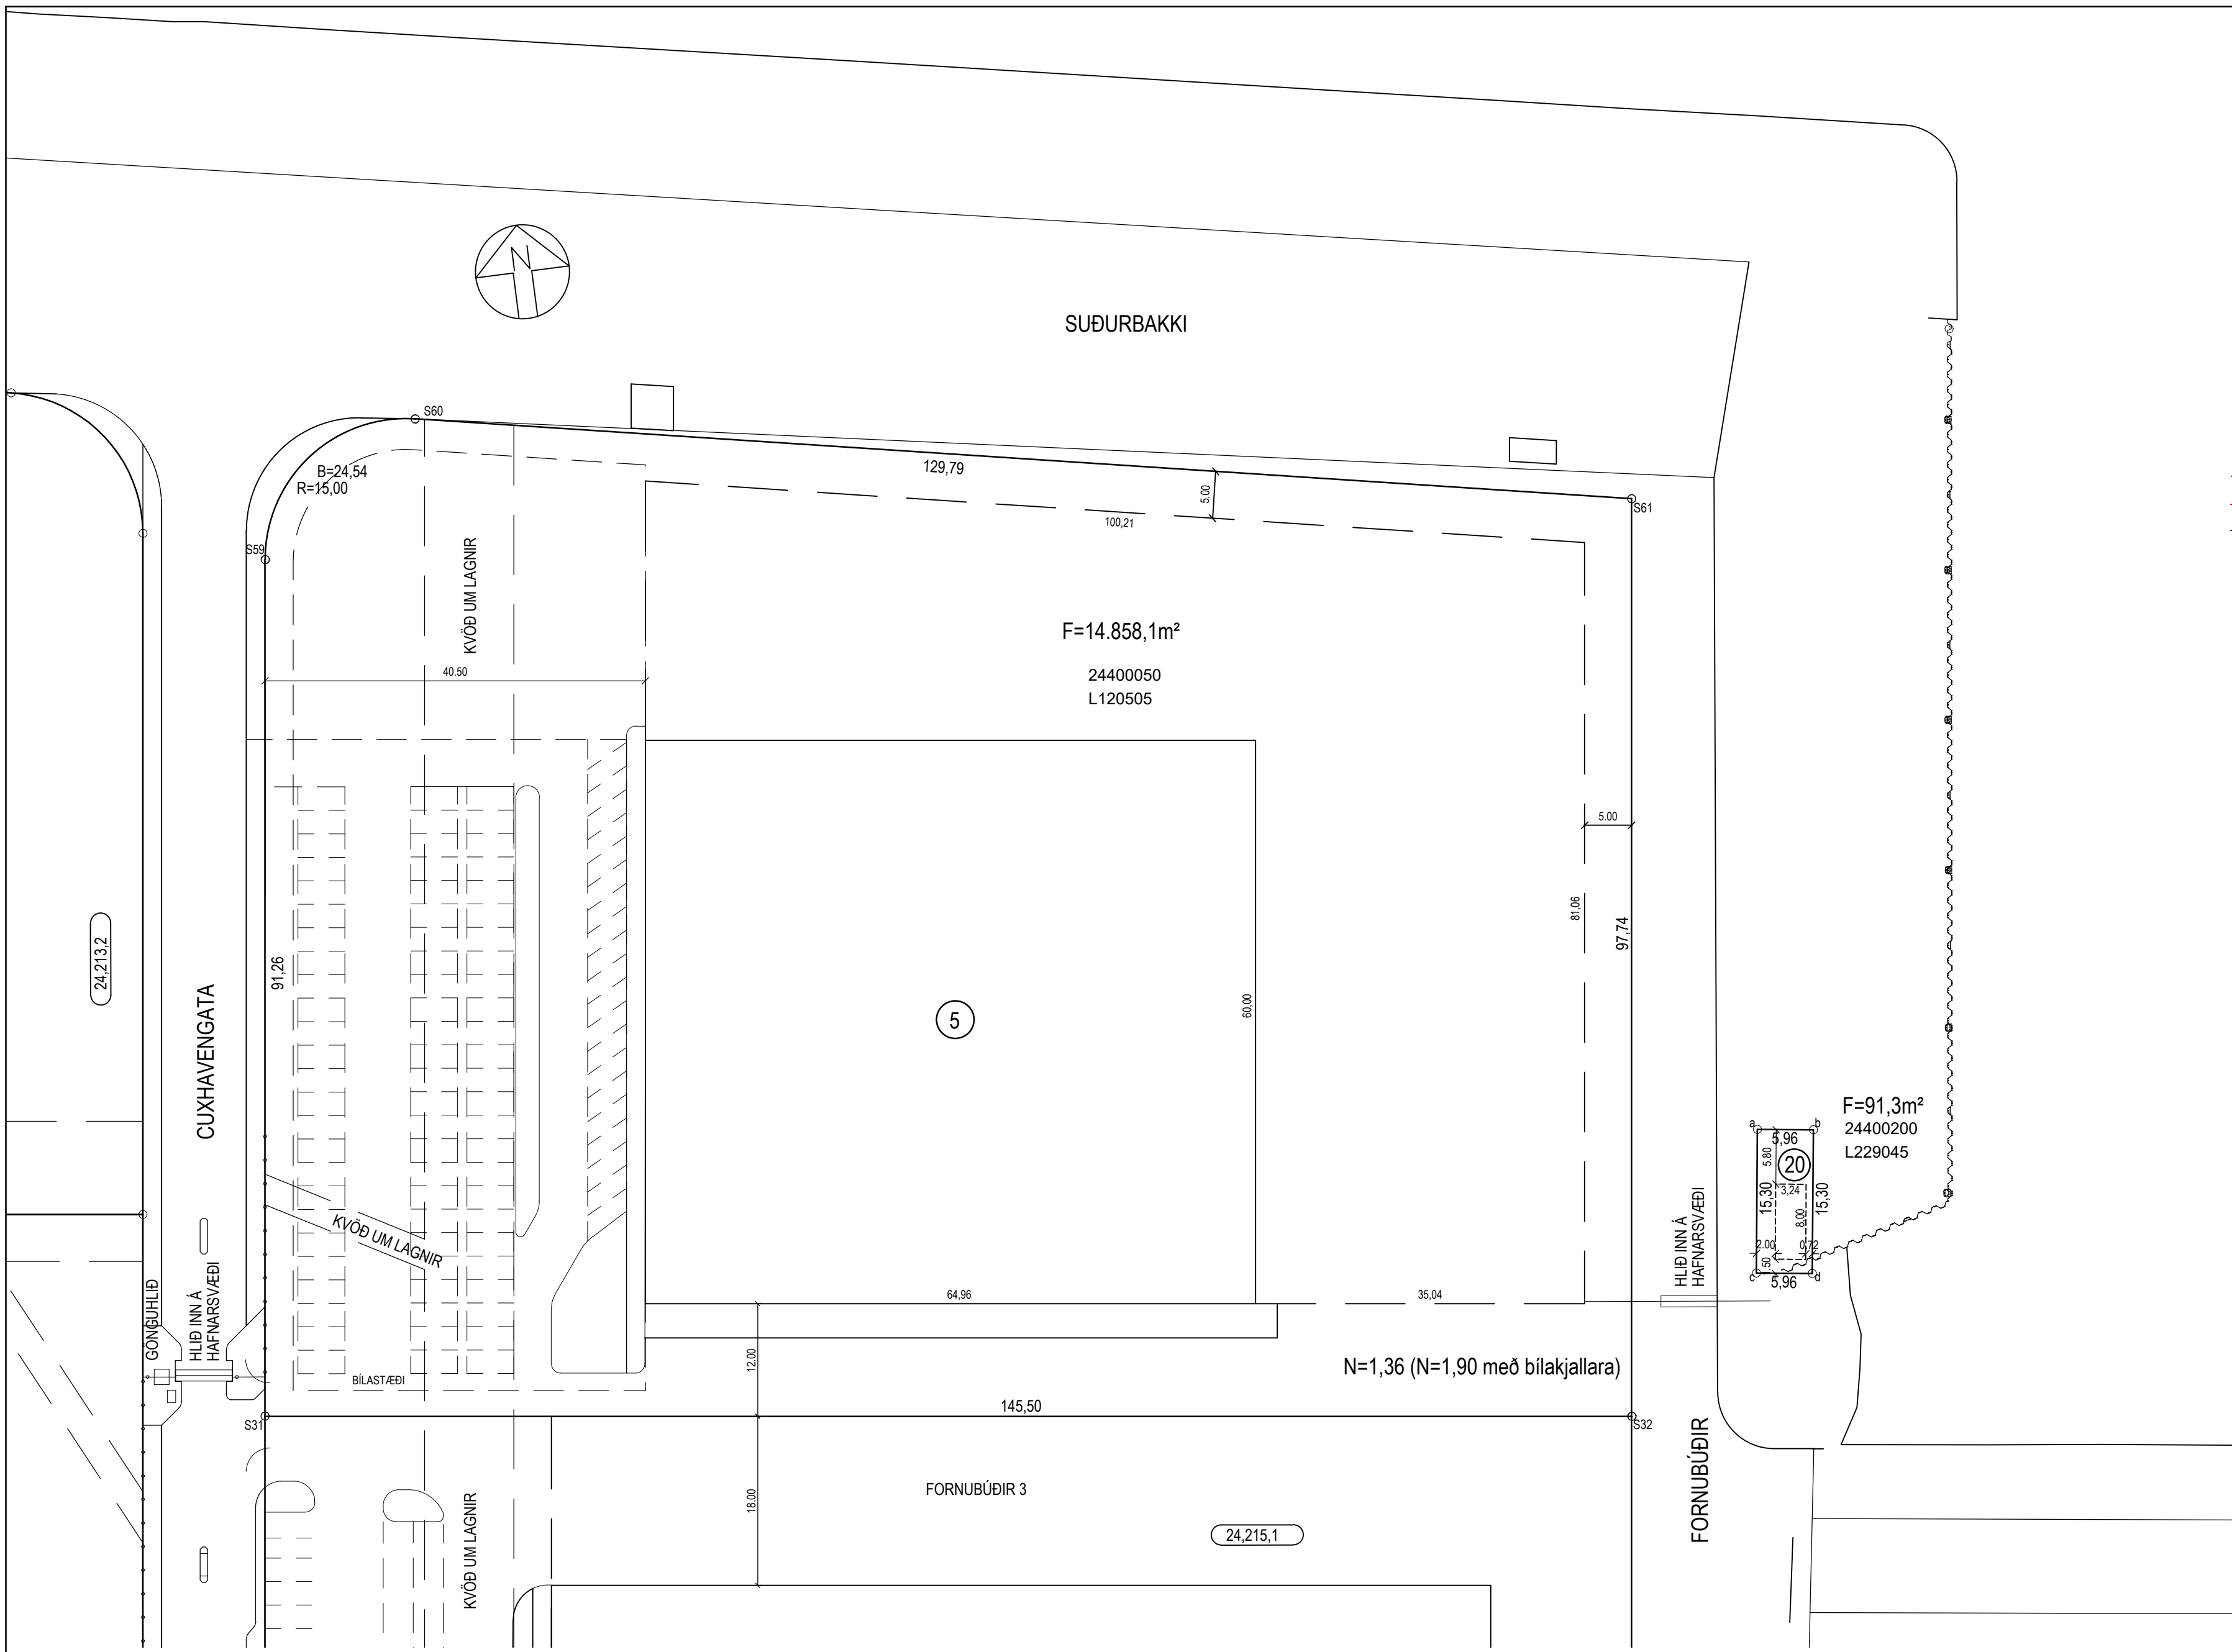 N
SUÐURBAKKI
S60
B=24,54
R=15,00
129,79
5.00
100,21
S61
S59
KVÖÐ UM LAGNIR
F=14.858,1m²
24400050
L120505
40.50
5.00
81,06
97,74
24,213,2
CUXHAVENGATA
91,26
5
60,00
F=91,3m²
24400200
L229045
a
b
5,96
5.80
20
3,24
15,30
15,30
8.00
2.00
0,72
1.50
c
d
5,96
KVÖÐ UM LAGNIR
HLIÐ INN Á
HAFNARSVÆÐI
GÖNGUHLIÐ
HLIÐ INN Á
HAFNARSVÆÐI
64,96
35,04
12.00
N=1,36 (N=1,90 með bílakjallara)
BÍLASTÆÐI
145,50
S31
S32
FORNUBÚÐIR
KVÖÐ UM LAGNIR
18.00
FORNUBÚÐIR 3
24,215,1